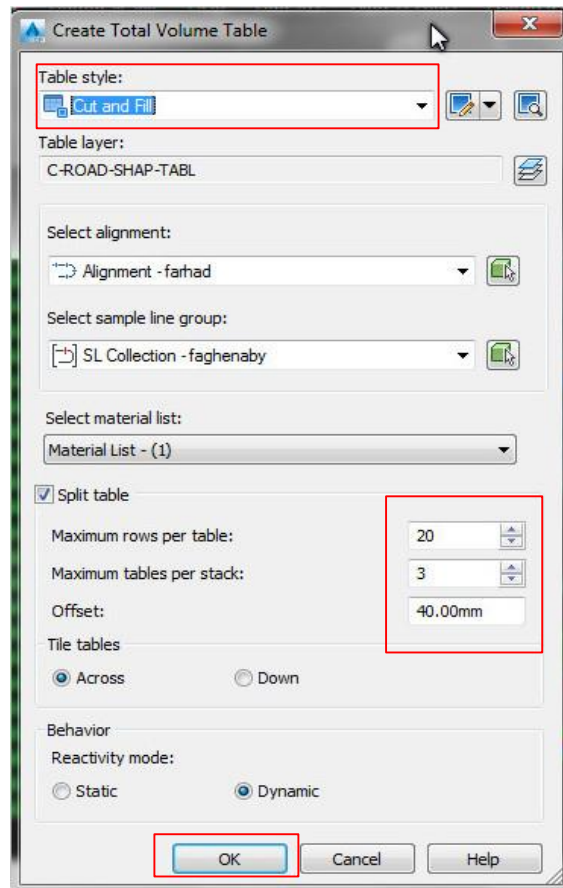 Create Total Volume Table
Table style:
Cut and Fill
Table layer:
C-ROAD-SHAP-TABL
Select alignment:
Alignment - farhad
Select sample line group:
SL Collection - faghenaby
Select material list:
Material List - (1)
Split table
Maximum rows per table: 20
Maximum tables per stack: 3
Offset: 40.00mm
Tile tables
Across Down
Behavior
Reactivity mode:
Static Dynamic
OK Cancel Help